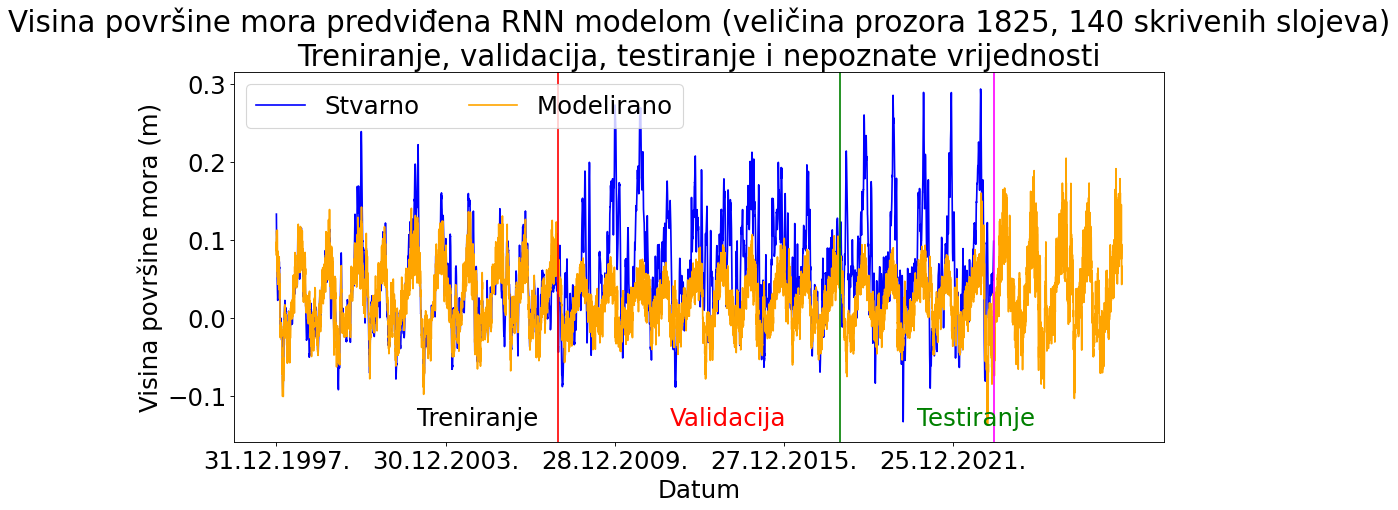 Visina površine mora predviđena RNN modelom (veličina prozora 1825, 140 skrivenih slojeva)
Treniranje, validacija, testiranje i nepoznate vrijednosti
Stvarno Modelirano
Visina površine mora (m)
0.3
0.2
0.1
0.0
−0.1
Treniranje Validacija Testiranje
31.12.1997. 30.12.2003. 28.12.2009. 27.12.2015. 25.12.2021.
Datum